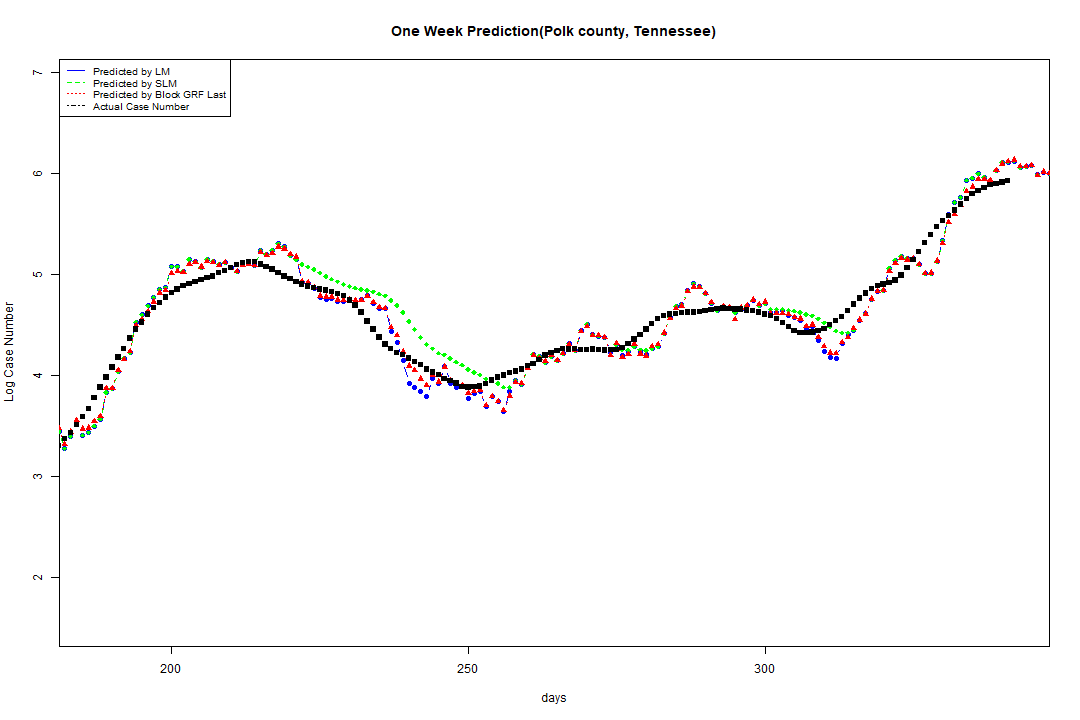 One Week Prediction(Polk county, Tennessee)
Predicted by LM
Predicted by SLM
Predicted by Block GRF Last
Actual Case Number
7
6
5
4
3
2
Log Case Number
200
250
300
days